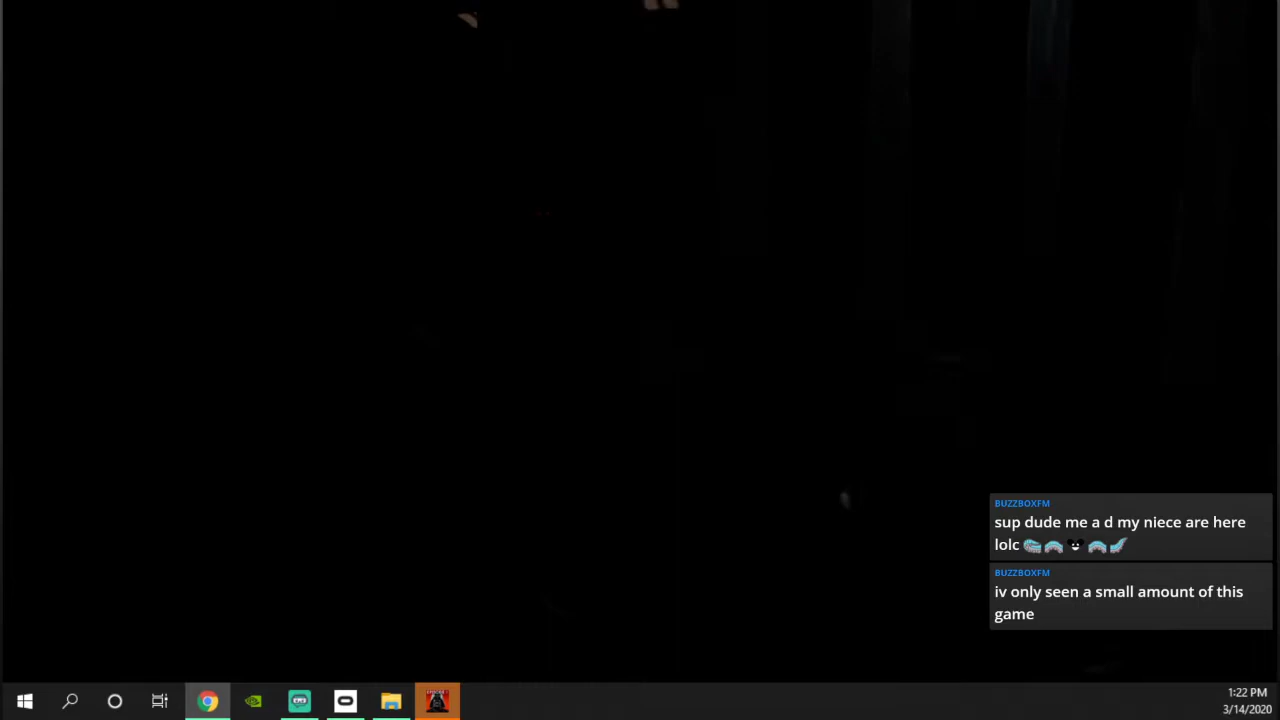 BUZZBOXFM
sup dude me a d my niece are here
lolc
BUZZBOXFM
iv only seen a small amount of this
game
1:22 PM
3/14/2020